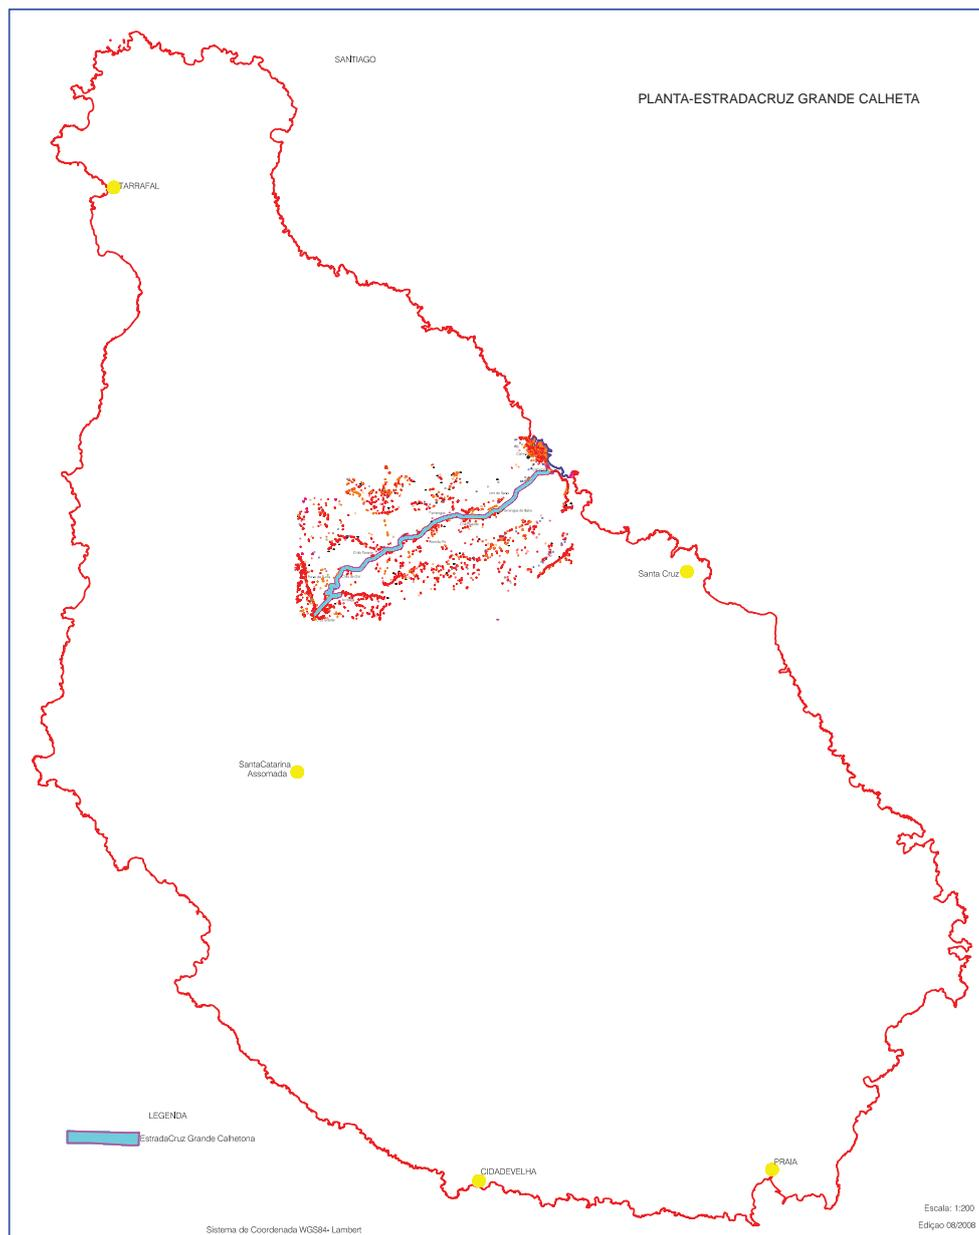 SANTIAGO
PLANTA-ESTRADACRUZ GRANDE CALHETA
TARRAFAL
Santa Cruz
SantaCatarina
Assomada
LEGENDA
EstradaCruz Grande Calhetona
CIDADEVELHA
PRAIA
Escala: 1:200
Ediçao 08/2008
Sistema de Coordenada WGS84- Lambert